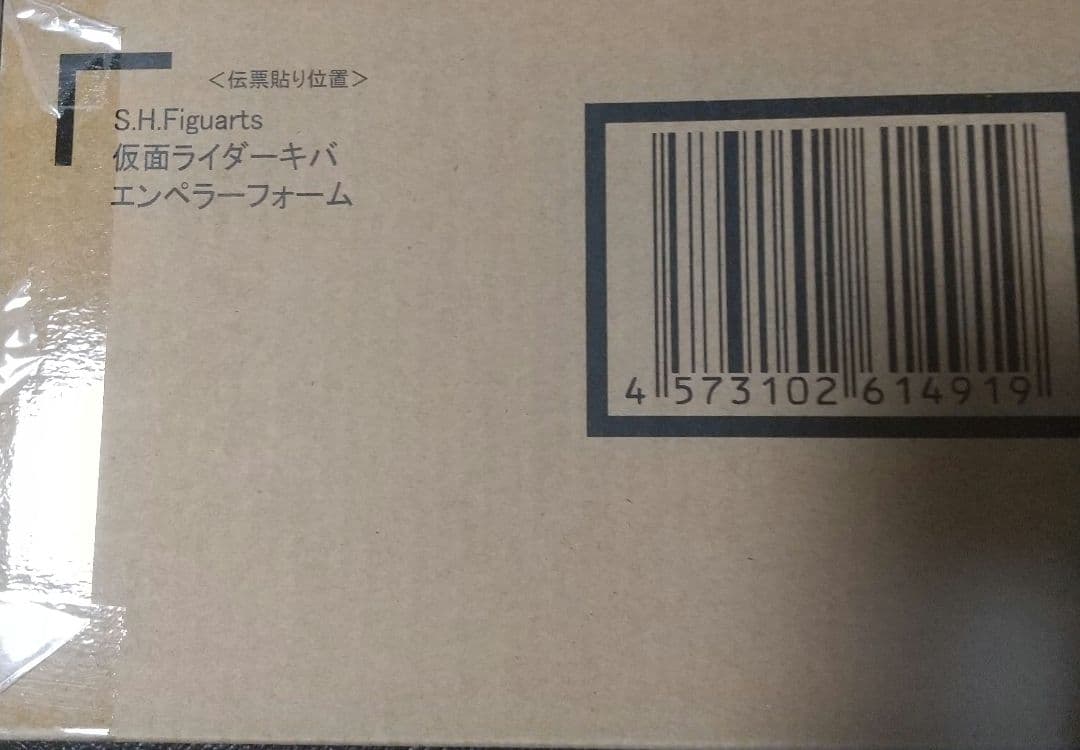 ＜伝票貼り位置＞
S.H.Figuarts
仮面ライダーキバ
エンペラーフォーム
4 573102 614919